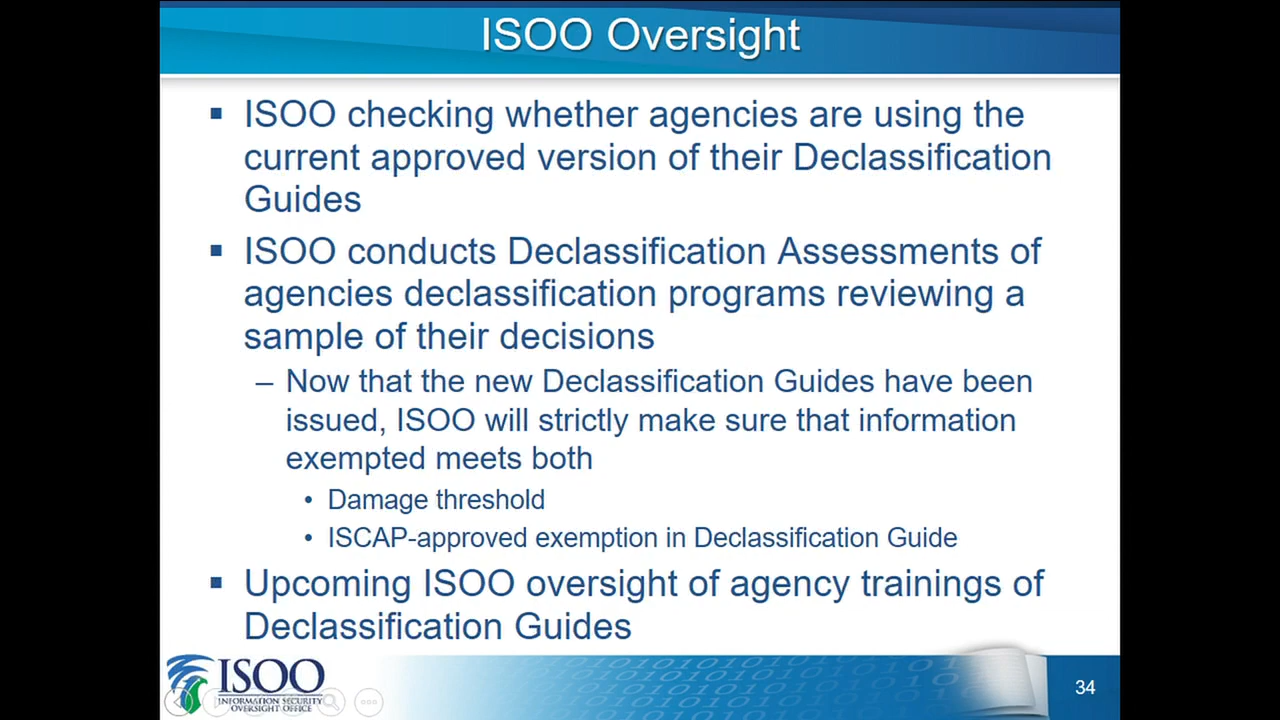 ISOO Oversight
▪ ISOO checking whether agencies are using the
current approved version of their Declassification
Guides
▪ ISOO conducts Declassification Assessments of
agencies declassification programs reviewing a
sample of their decisions
– Now that the new Declassification Guides have been
issued, ISOO will strictly make sure that information
exempted meets both
• Damage threshold
• ISCAP-approved exemption in Declassification Guide
▪ Upcoming ISOO oversight of agency trainings of
Declassification Guides
ISOO
INFORMATION SECURITY
OVERSIGHT OFFICE
34